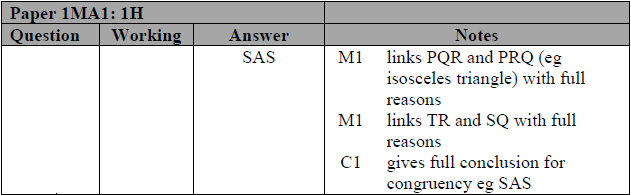 Paper 1MA1: 1H
Question Working Answer Notes
SAS M1 links PQR and PRQ (eg
isosceles triangle) with full
reasons
M1 links TR and SQ with full
reasons
C1 gives full conclusion for
congruency eg SAS